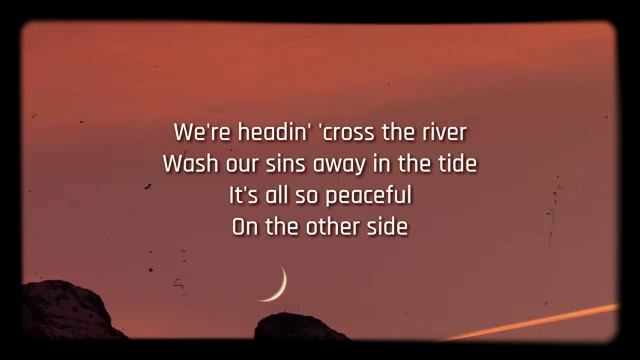 We're headin' 'cross the river
Wash our sins away in the tide
It's all so peaceful
On the other side